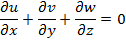 ∂u/∂x + ∂v/∂y + ∂w/∂z = 0